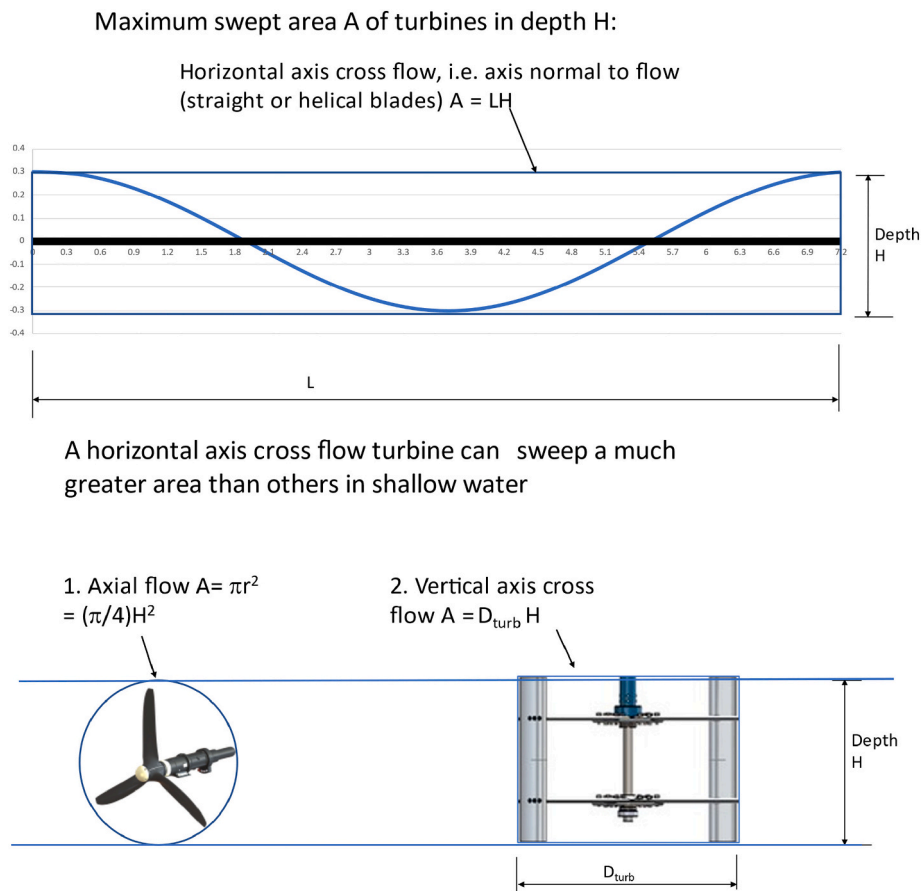 Maximum swept area A of turbines in depth H:
Horizontal axis cross flow, i.e. axis normal to flow
(straight or helical blades) A = LH
0.4
0.3
0.2
0.1
0
-0.1
-0.2
-0.3
-0.4
0 0.3 0.6 0.9 1.2 1.5 1.8 2.1 2.4 2.7 3 3.3 3.6 3.9 4.2 4.5 4.8 5.1 5.4 5.7 6 6.3 6.6 6.9 7.2
Depth
H
L
A horizontal axis cross flow turbine can sweep a much
greater area than others in shallow water
1. Axial flow A= πr²
= (π/4)H²
2. Vertical axis cross
flow A = D_turb H
Depth
H
D_turb